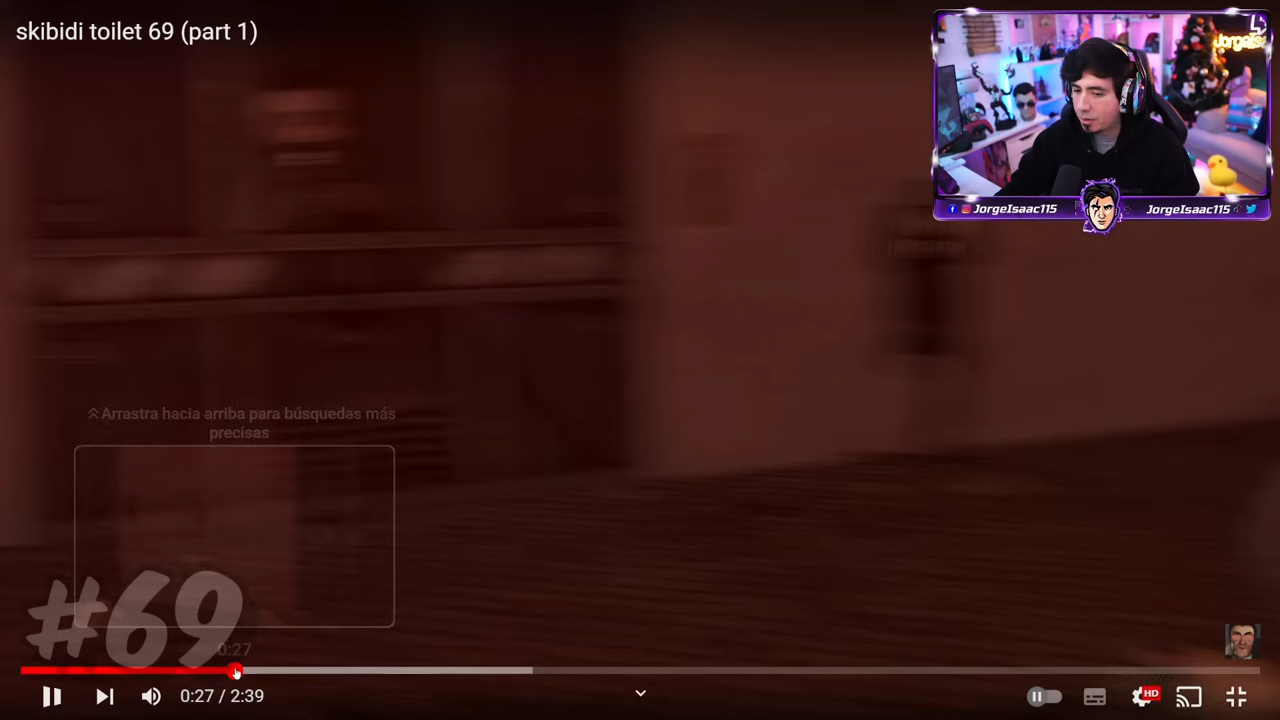 skibidi toilet 69 (part 1)
JorgeIsaac115
JorgeIsaac115
Arrastra hacia arriba para búsquedas más
precisas
#69
0:27
0:27 / 2:39
HD